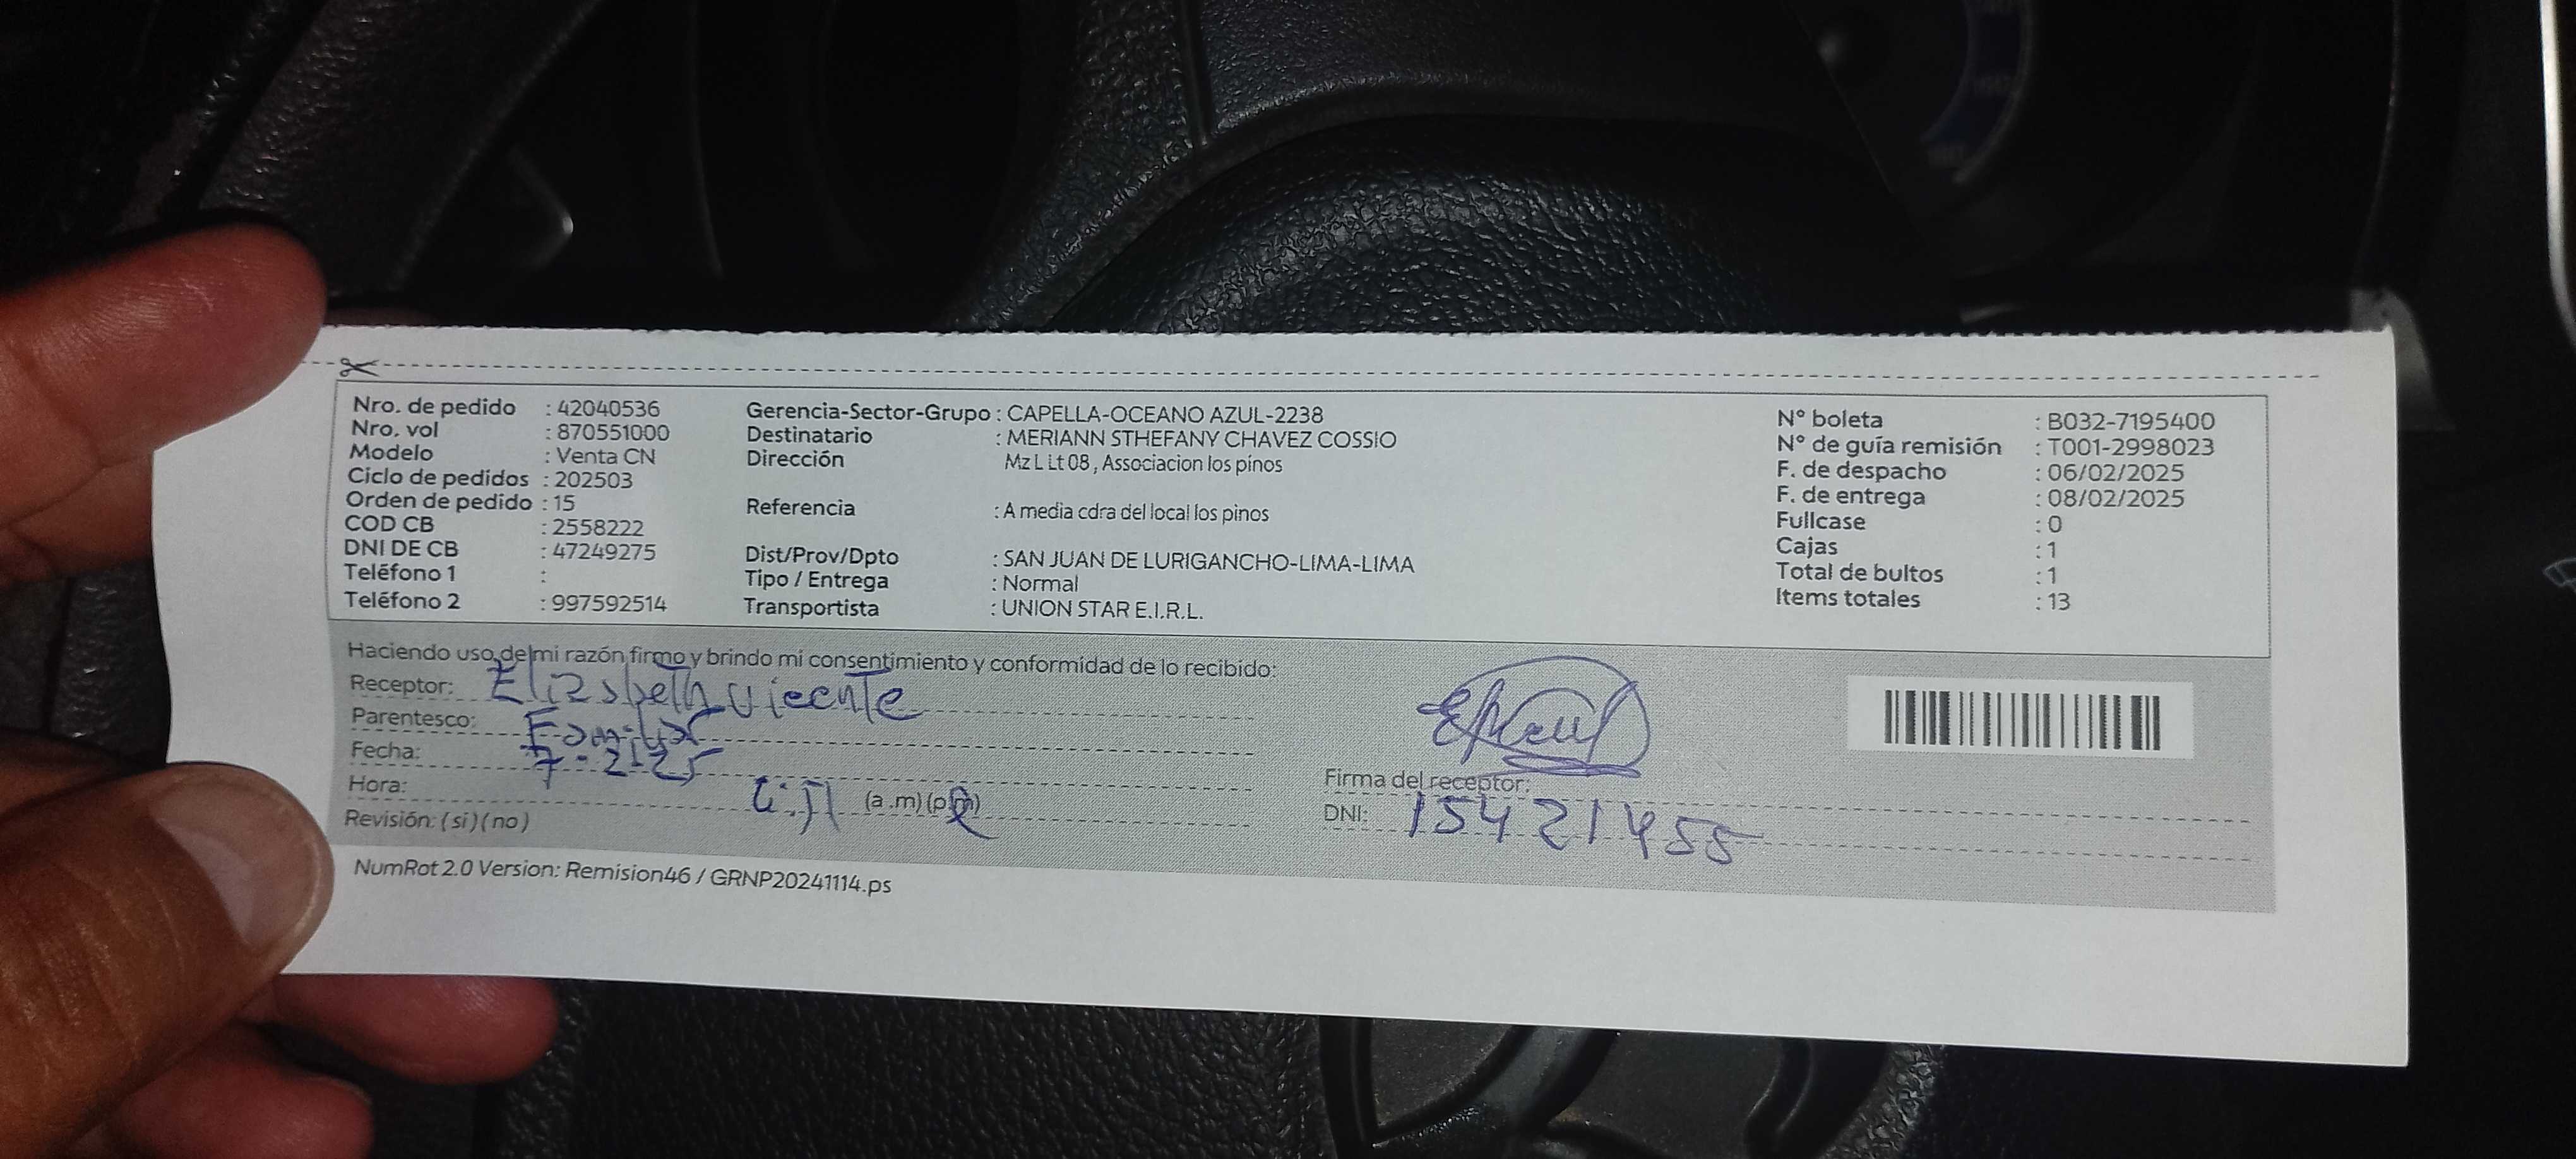 Nro. de pedido : 42040536
Nro. vol : 870551000
Modelo : Venta CN
Ciclo de pedidos : 202503
Orden de pedido : 15
COD CB : 2558222
DNI DE CB : 47249275
Teléfono 1 :
Teléfono 2 : 997592514
Gerencia-Sector-Grupo : CAPELLA-OCEANO AZUL-2238
Destinatario : MERIANN STHEFANY CHAVEZ COSSIO
Dirección Mz L Lt 08 , Associacion los pinos
Referencia : A media cdra del local los pinos
Dist/Prov/Dpto : SAN JUAN DE LURIGANCHO-LIMA-LIMA
Tipo / Entrega : Normal
Transportista : UNION STAR E.I.R.L.
N° boleta : B032-7195400
N° de guía remisión : T001-2998023
F. de despacho : 06/02/2025
F. de entrega : 08/02/2025
Fullcase : 0
Cajas : 1
Total de bultos : 1
Items totales : 13
Haciendo uso de mi razón firmo y brindo mi consentimiento y conformidad de lo recibido:
Receptor: Elizabeth Vicente
Parentesco: Familiar
Fecha: 7-2-25
Hora: (a .m) (p.m)
Revisión: ( si ) ( no )
Firma del receptor:
DNI: 15421455
NumRot 2.0 Version: Remision46 / GRNP20241114.ps